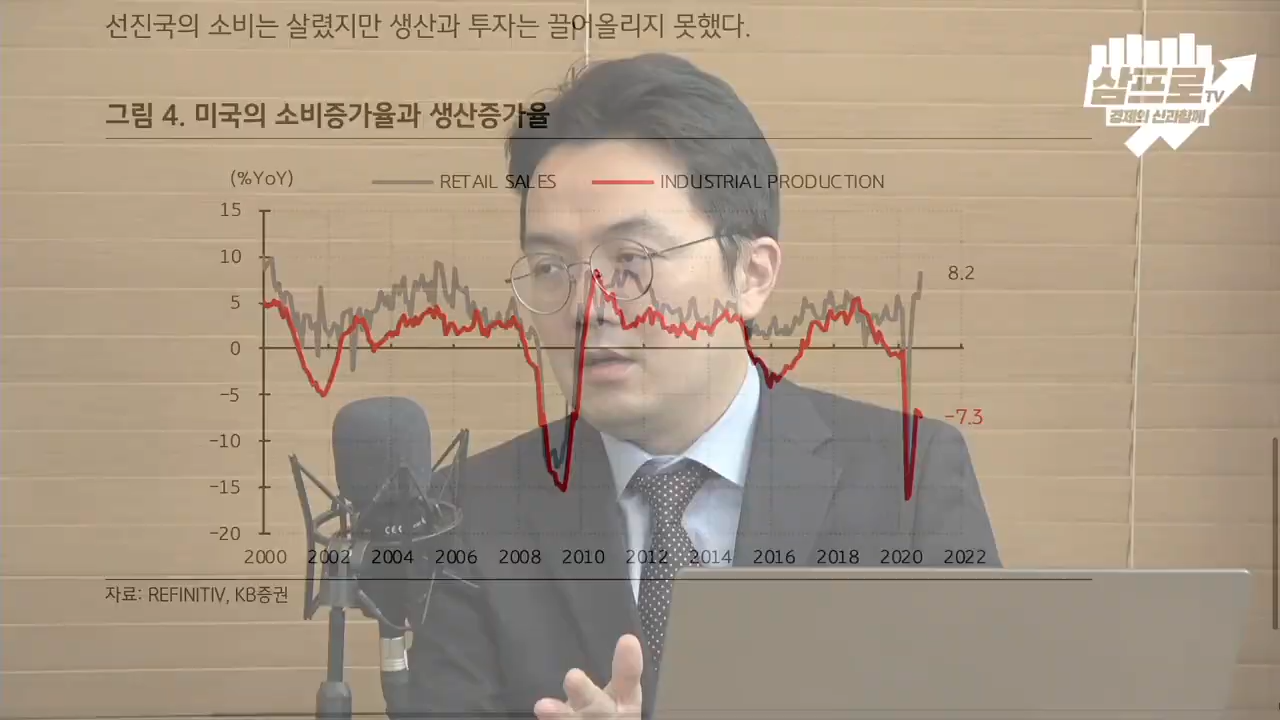 선진국의 소비는 살렸지만 생산과 투자는 끌어올리지 못했다.
삼프로TV
경제의 신과함께
그림 4. 미국의 소비증가율과 생산증가율
(%YoY)
RETAIL SALES
INDUSTRIAL PRODUCTION
15
10
5
0
−5
−10
−15
−20
8.2
−7.3
2000 2002 2004 2006 2008 2010 2012 2014 2016 2018 2020 2022
자료: REFINITIV, KB증권